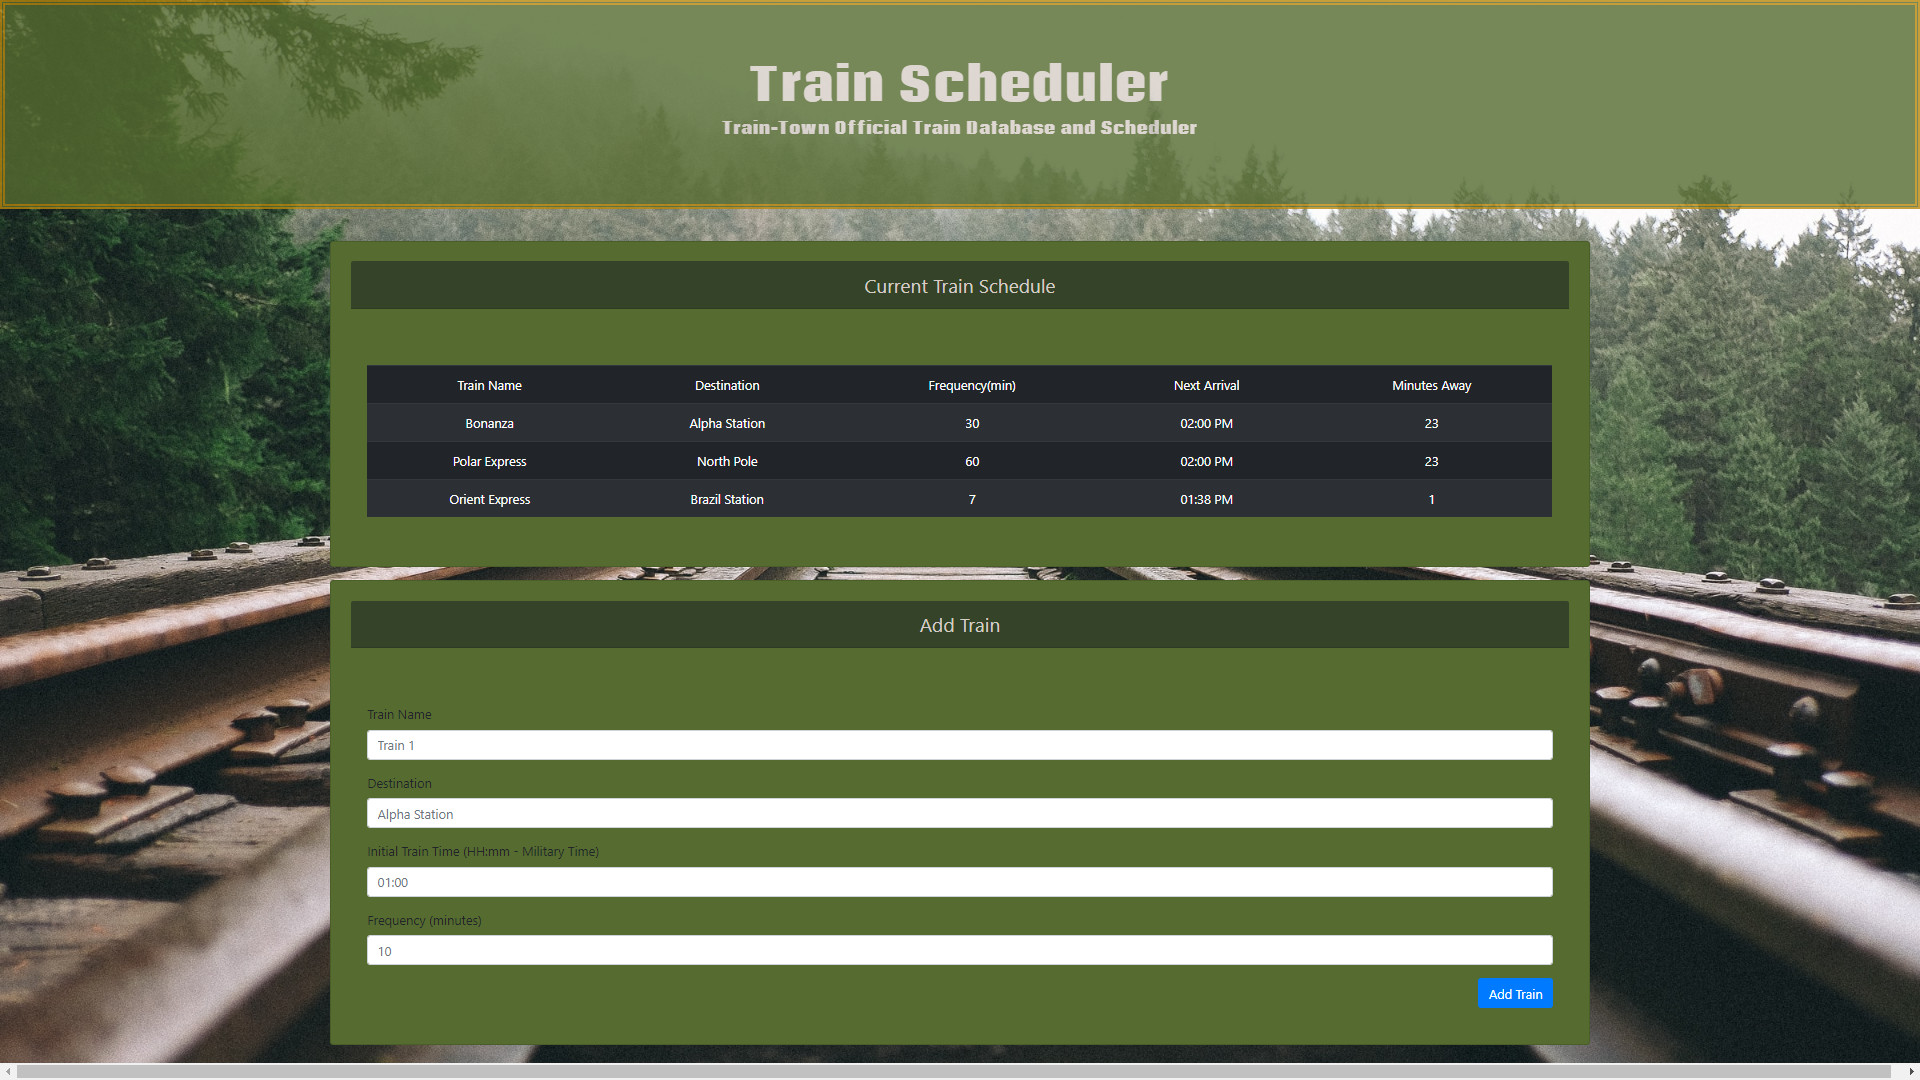 Train Scheduler
Train-Town Official Train Database and Scheduler
Current Train Schedule
Train Name Destination Frequency(min) Next Arrival Minutes Away
Bonanza Alpha Station 30 02:00 PM 23
Polar Express North Pole 60 02:00 PM 23
Orient Express Brazil Station 7 01:38 PM 1
Add Train
Train Name
Train 1
Destination
Alpha Station
Initial Train Time (HH:mm - Military Time)
01:00
Frequency (minutes)
10
Add Train